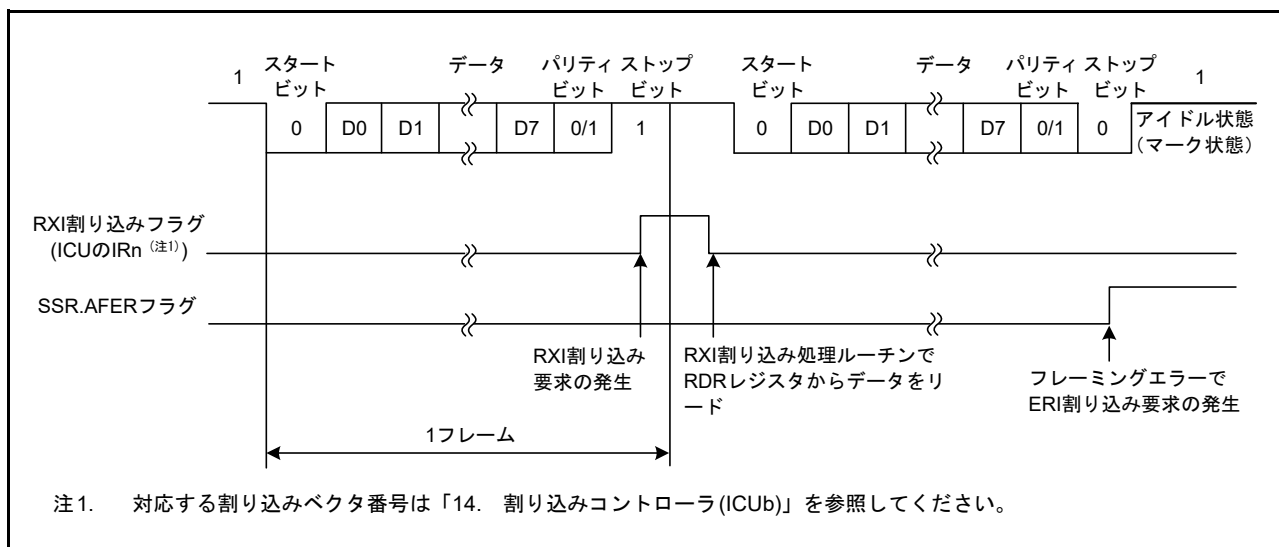 1 スタートビット データ パリティビット ストップビット スタートビット データ パリティビット ストップビット 1
0 D0 D1 D7 0/1 1 0 D0 D1 D7 0/1 0 アイドル状態
(マーク状態)
RXI割り込みフラグ
(ICUのIRn (注1))
SSR.AFERフラグ
RXI割り込み
要求の発生
RXI割り込み処理ルーチンで
RDRレジスタからデータをリ
ード
フレーミングエラーで
ERI割り込み要求の発生
1フレーム
注1. 対応する割り込みベクタ番号は「14. 割り込みコントローラ(ICUb)」を参照してください。